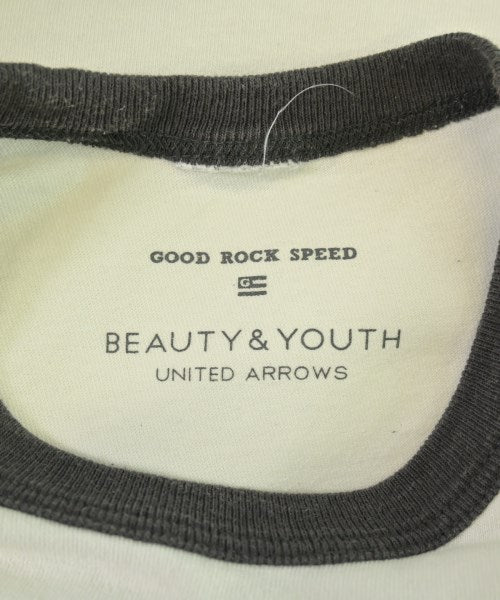 GOOD ROCK SPEED
G
BEAUTY & YOUTH
UNITED ARROWS